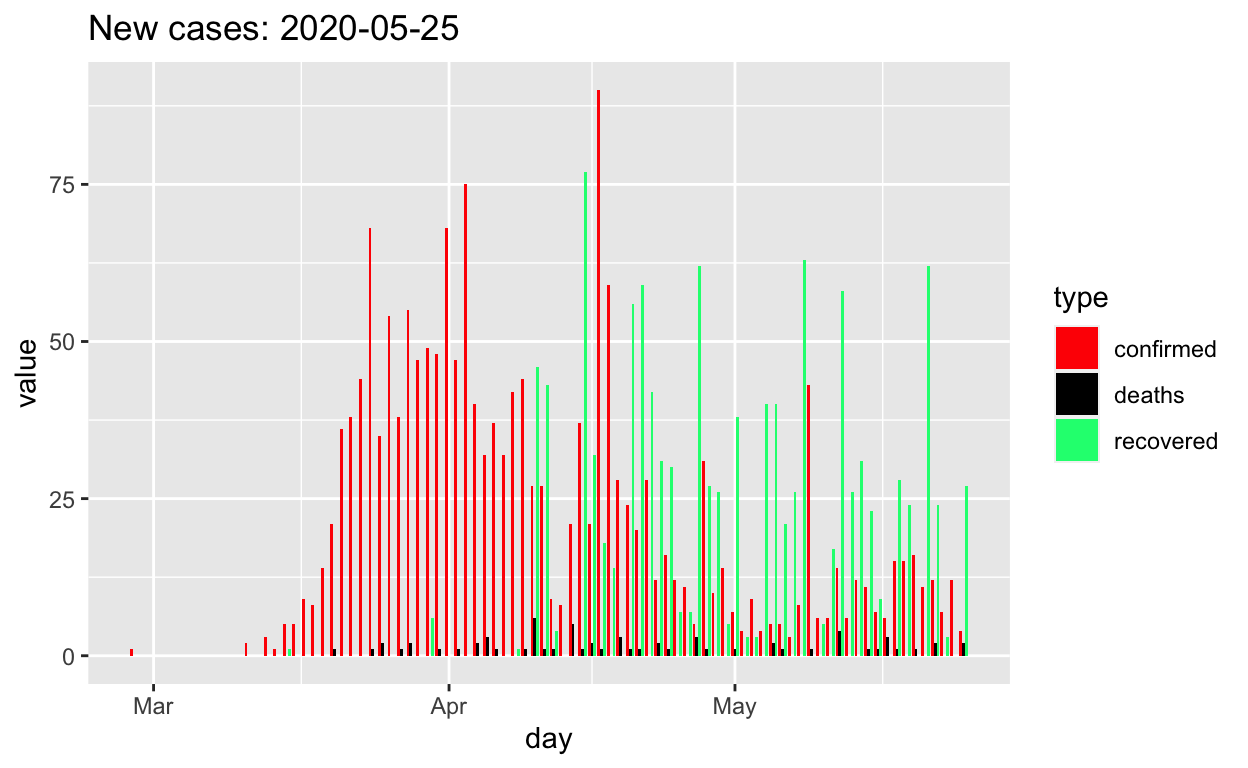 New cases: 2020-05-25
value
75
50
25
0
Mar Apr May
day
type
confirmed
deaths
recovered